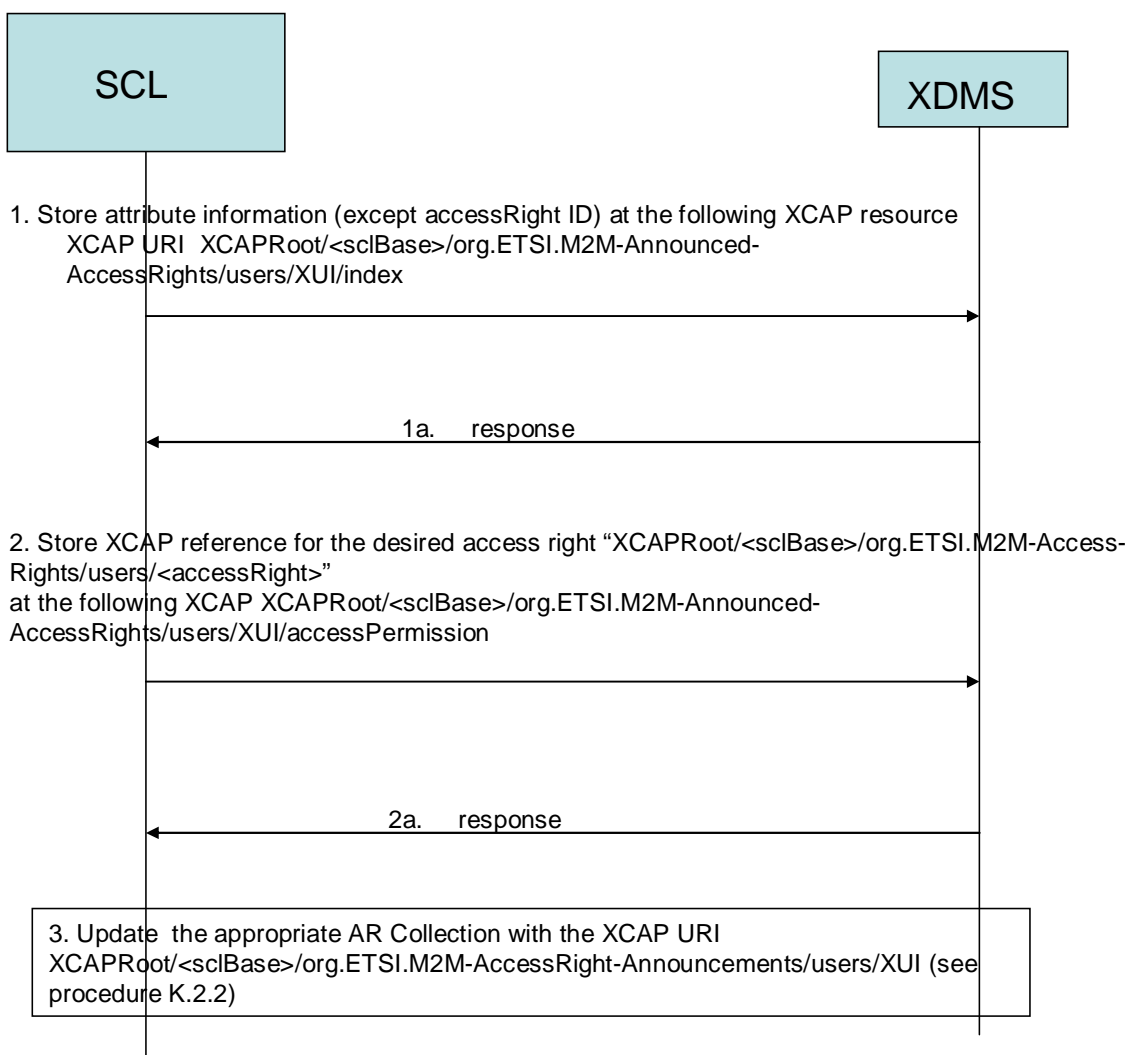 SCL
XDMS
1. Store attribute information (except accessRight ID) at the following XCAP resource
XCAP URI XCAPRoot/<sclBase>/org.ETSI.M2M-Announced-
AccessRights/users/XUI/index
1a. response
2. Store XCAP reference for the desired access right “XCAPRoot/<sclBase>/org.ETSI.M2M-Access-
Rights/users/<accessRight>”
at the following XCAP XCAPRoot/<sclBase>/org.ETSI.M2M-Announced-
AccessRights/users/XUI/accessPermission
2a. response
3. Update the appropriate AR Collection with the XCAP URI
XCAPRoot/<sclBase>/org.ETSI.M2M-AccessRight-Announcements/users/XUI (see
procedure K.2.2)